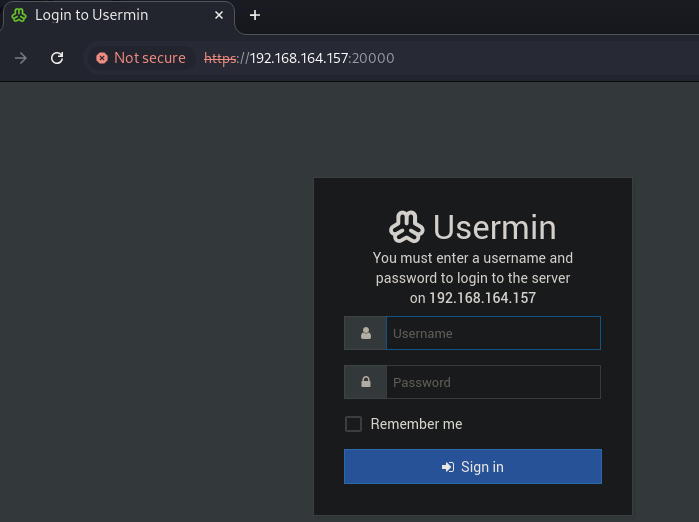 Login to Usermin
Not secure https://192.168.164.157:20000
Usermin
You must enter a username and
password to login to the server
on 192.168.164.157
Username
Password
Remember me
Sign in